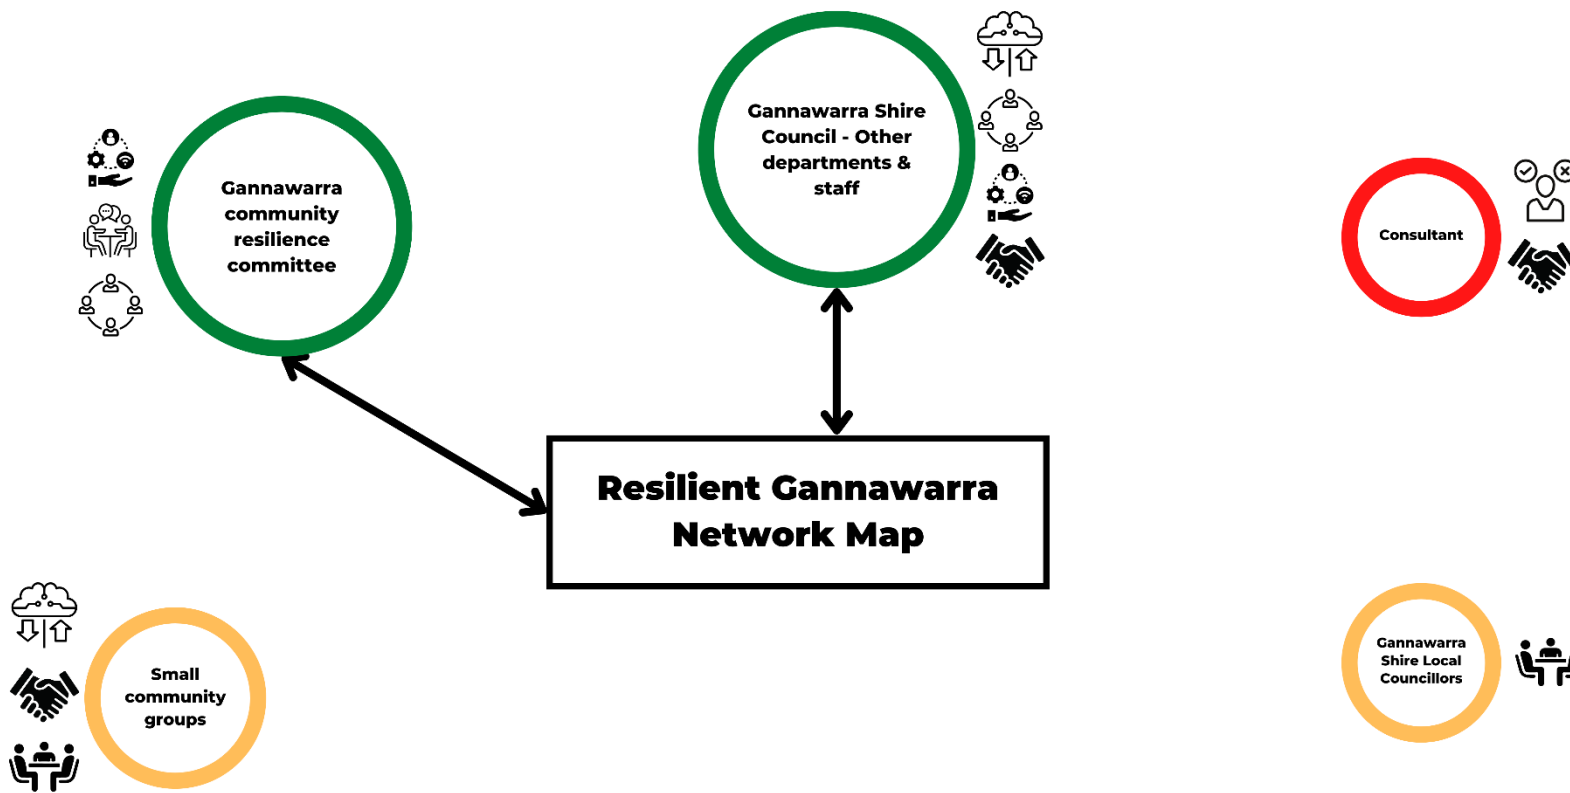 Gannawarra Shire
Council - Other
departments &
staff
Gannawarra
community
resilience
committee
Consultant
Resilient Gannawarra
Network Map
Small
community
groups
Gannawarra
Shire Local
Councillors